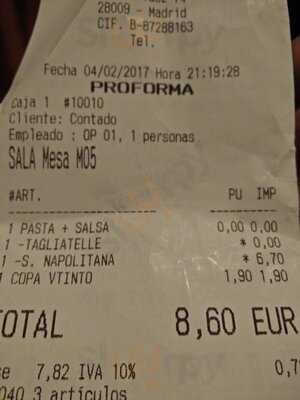 28009 - Madrid
CIF. B-87288163
Tel.
Fecha 04/02/2017 Hora 21:19:28
PROFORMA
Caja 1 #10010
Cliente: Contado
Empleado : OP 01, 1 personas
SALA Mesa M05
#ART. PU IMP
1 PASTA + SALSA 0,00 0,00
1 -TAGLIATELLE * 0,00
1 -S. NAPOLITANA * 6,70
1 COPA VTINTO 1,90 1,90
TOTAL 8,60 EUR
7,82 IVA 10%
3 artículos